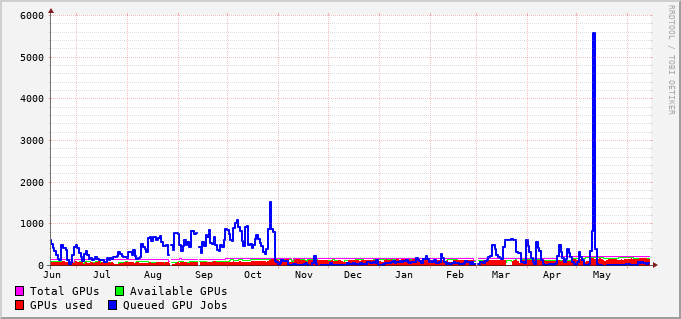 6000
5000
4000
3000
2000
1000
0
Jun Jul Aug Sep Oct Nov Dec Jan Feb Mar Apr May
Total GPUs Available GPUs
GPUs used Queued GPU Jobs
RRDTOOL / TOBI OETIKER